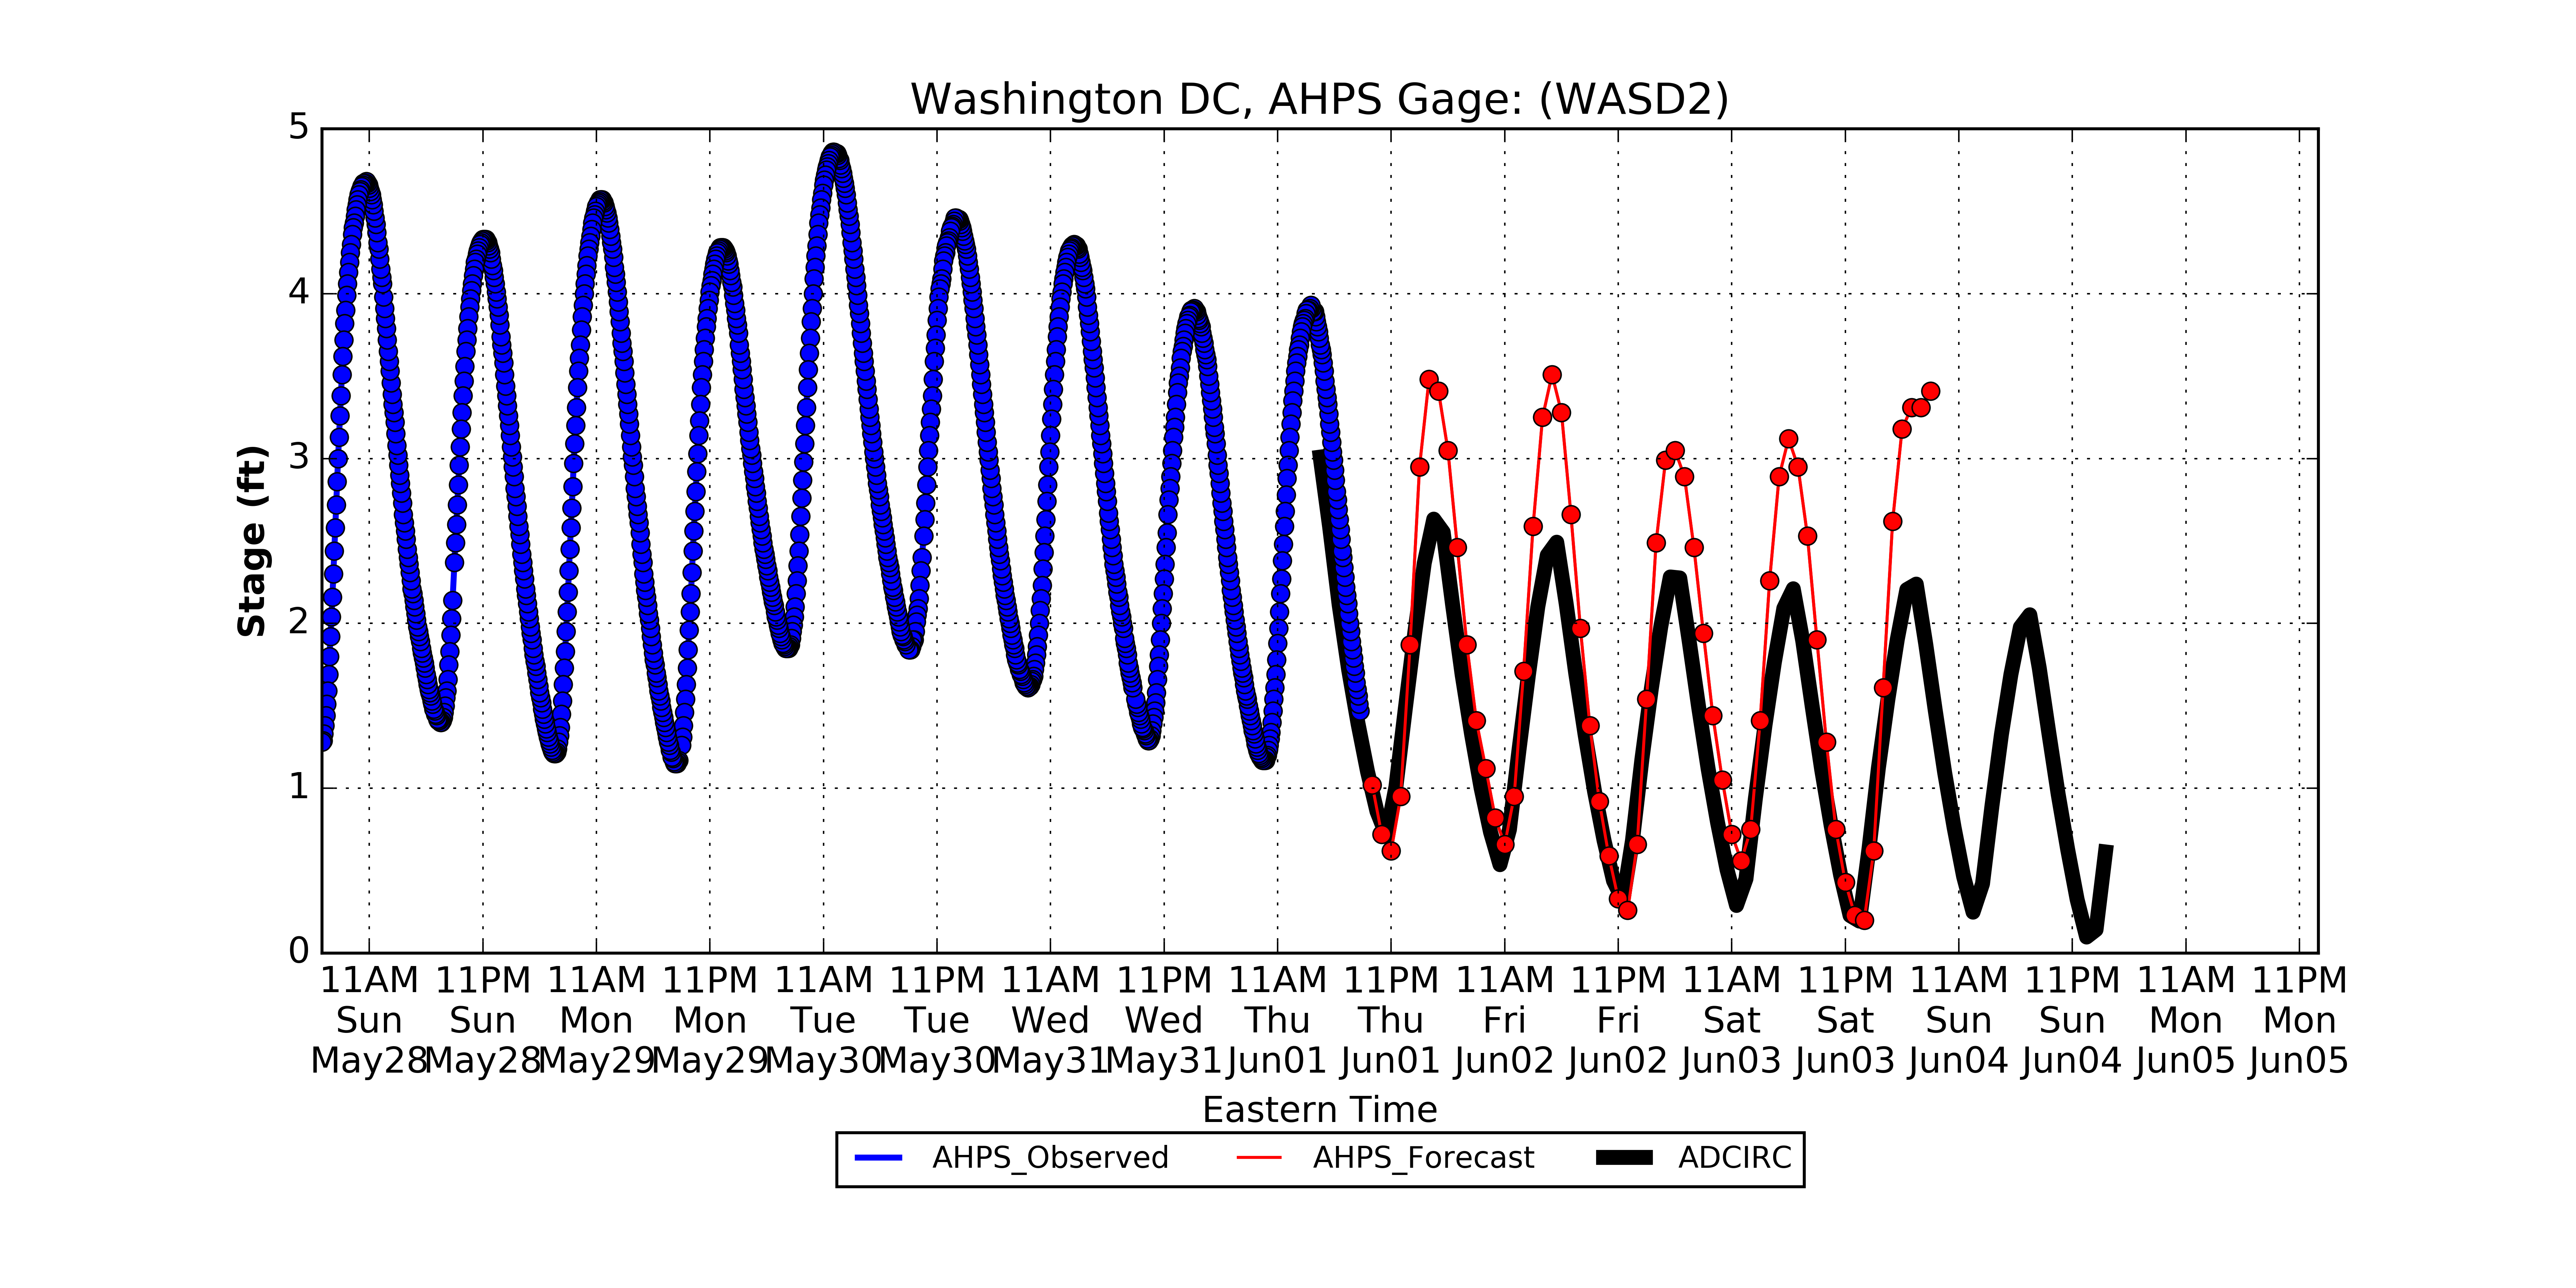 Washington DC, AHPS Gage: (WASD2)
5
4
3
2
1
0
Stage (ft)
11AM 11PM 11AM 11PM 11AM 11PM 11AM 11PM 11AM 11PM 11AM 11PM 11AM 11PM 11AM 11PM 11AM 11PM
Sun Sun Mon Mon Tue Tue Wed Wed Thu Thu Fri Fri Sat Sat Sun Sun Mon Mon
May28 May28 May29 May29 May30 May30 May31 May31 Jun01 Jun01 Jun02 Jun02 Jun03 Jun03 Jun04 Jun04 Jun05 Jun05
Eastern Time
AHPS_Observed AHPS_Forecast ADCIRC